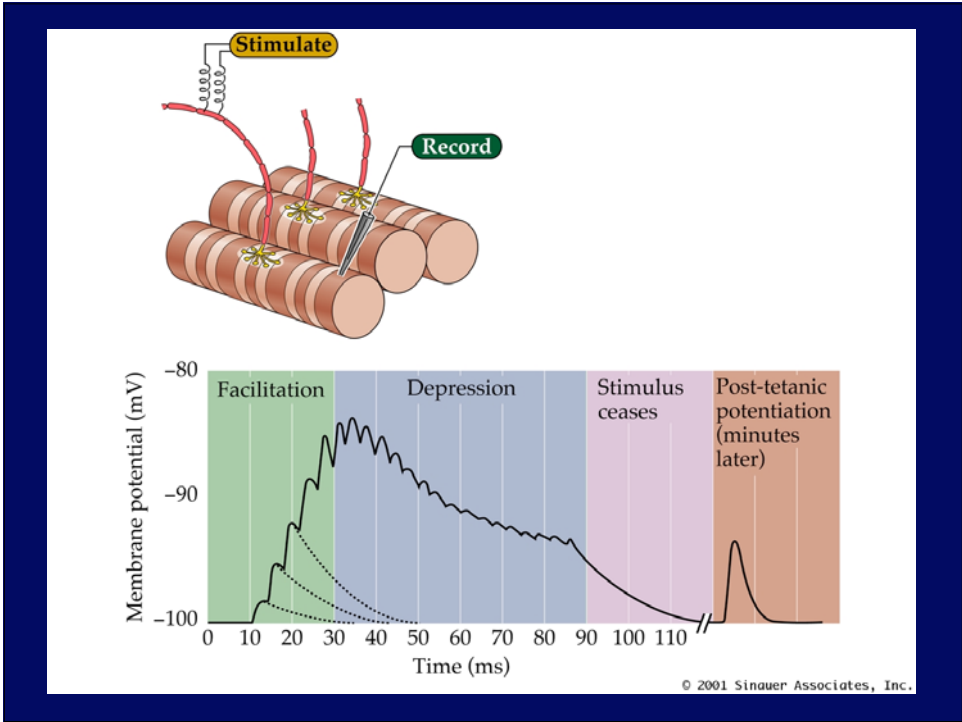 Stimulate
Record
Membrane potential (mV)
–80
–90
–100
Facilitation
Depression
Stimulus
ceases
Post-tetanic
potentiation
(minutes
later)
0 10 20 30 40 50 60 70 80 90 100 110
Time (ms)
© 2001 Sinauer Associates, Inc.